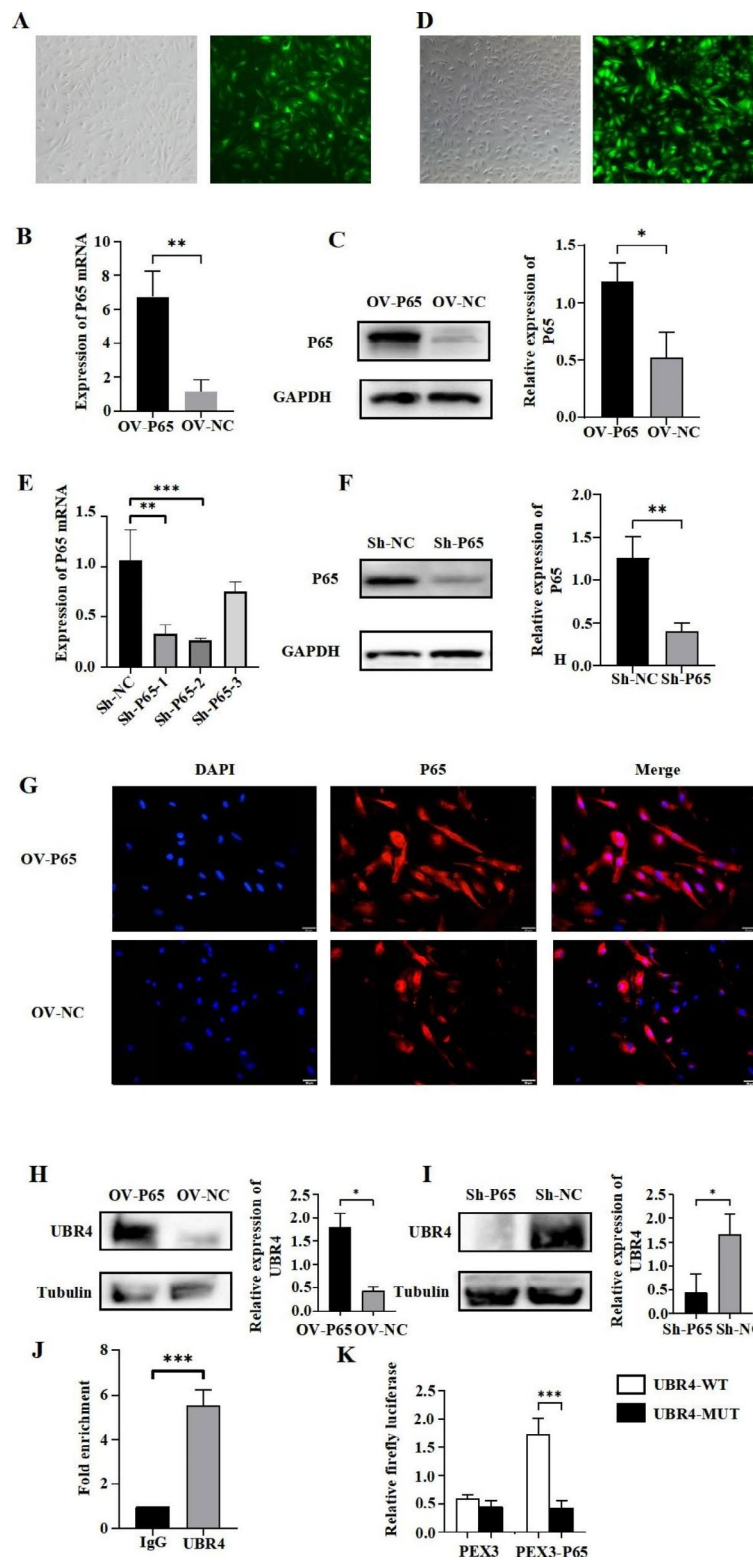 A
D
B
Expression of P65 mRNA
8
6
4
2
0
**
OV-P65 OV-NC
C
OV-P65 OV-NC
P65
GAPDH
Relative expression of
P65
1.5
1.0
0.5
0.0
*
OV-P65 OV-NC
E
Expression of P65 mRNA
1.5
1.0
0.5
0.0
***
**
Sh-NC
Sh-P65-1
Sh-P65-2
Sh-P65-3
F
Sh-NC Sh-P65
P65
GAPDH
Relative expression of
P65
H
2.0
1.5
1.0
0.5
0.0
**
Sh-NC Sh-P65
G
DAPI P65 Merge
OV-P65
OV-NC
H
OV-P65 OV-NC
UBR4
Tubulin
Relative expression of
UBR4
2.5
2.0
1.5
1.0
0.5
0.0
*
OV-P65 OV-NC
I
Sh-P65 Sh-NC
UBR4
Tubulin
Relative expression of
UBR4
2.5
2.0
1.5
1.0
0.5
0.0
*
Sh-P65 Sh-NC
J
Fold enrichment
8
6
4
2
0
***
IgG UBR4
K
Relative firefly luciferase
2.5
2.0
1.5
1.0
0.5
0.0
***
PEX3 PEX3-P65
UBR4-WT
UBR4-MUT